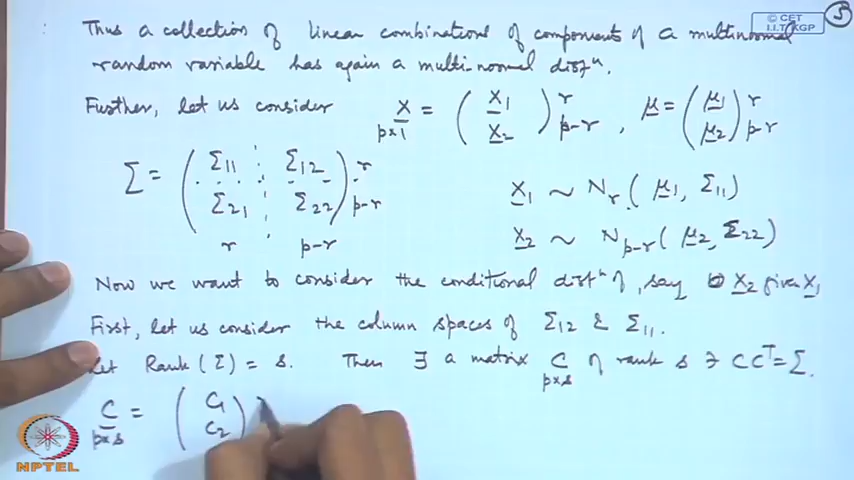 5
© CET
I.I.T. KGP
Thus a collection of linear combinations of components of a multinormal
random variable has again a multi-normal distⁿ.
Further, let us consider X p×1 = ( X1 X2 ) r p-r , μ = ( μ1 μ2 ) r p-r
Σ = ( Σ11 Σ12 Σ21 Σ22 ) r p-r r p-r
X1 ~ Nr ( μ1, Σ11 )
X2 ~ Np-r ( μ2, Σ22 )
Now we want to consider the conditional distⁿ of, say X2 given X1
First, let us consider the column spaces of Σ12 & Σ11.
Let Rank (Σ) = s. Then ∃ a matrix C p×s of rank s ∋ CCᵀ = Σ.
C p×s = ( C1 C2 )
NPTEL